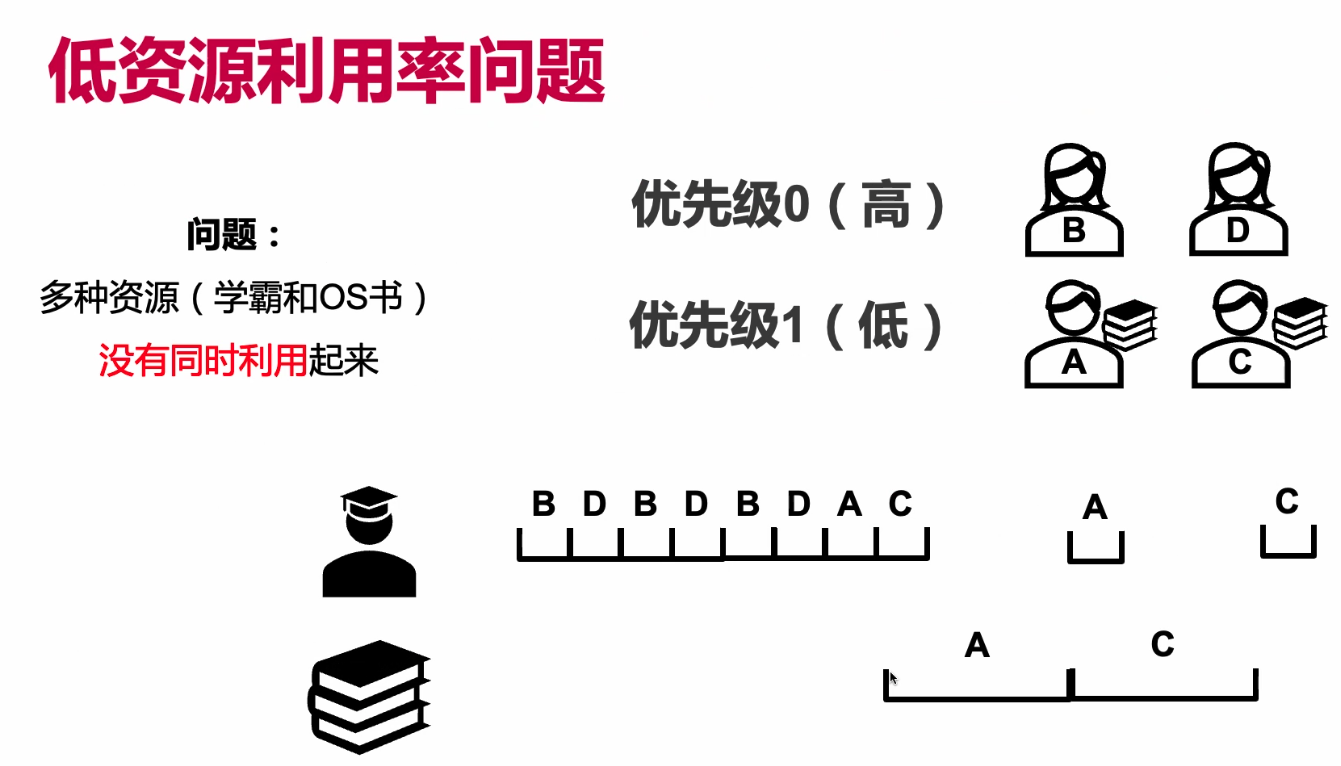 低资源利用率问题
问题：
多种资源（学霸和OS书）
没有同时利用起来
优先级0（高）
B D
优先级1（低）
A C
B D B D B D A C A C
A C